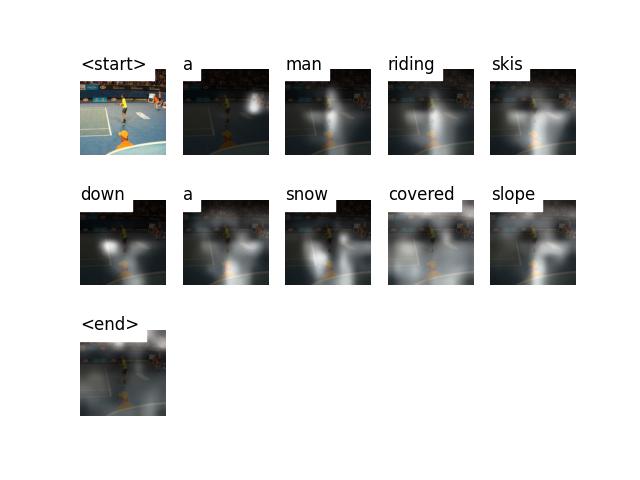 <start> a man riding skis
down a snow covered slope
<end>